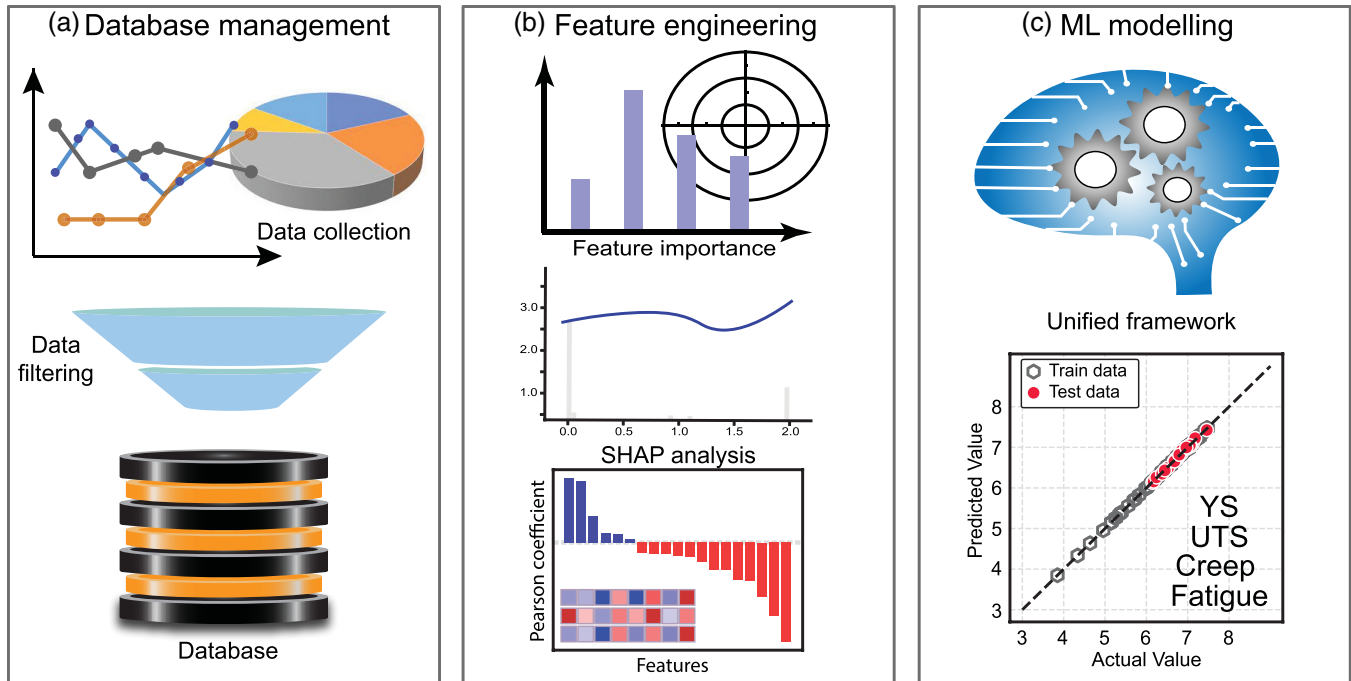 (a) Database management
Data collection
Data
filtering
Database
(b) Feature engineering
Feature importance
3.0
2.0
1.0
0.0 0.5 1.0 1.5 2.0
SHAP analysis
Pearson coefficient
Features
(c) ML modelling
Unified framework
Train data
Test data
Predicted Value
8
7
6
5
4
3
YS
UTS
Creep
Fatigue
3 4 5 6 7 8
Actual Value